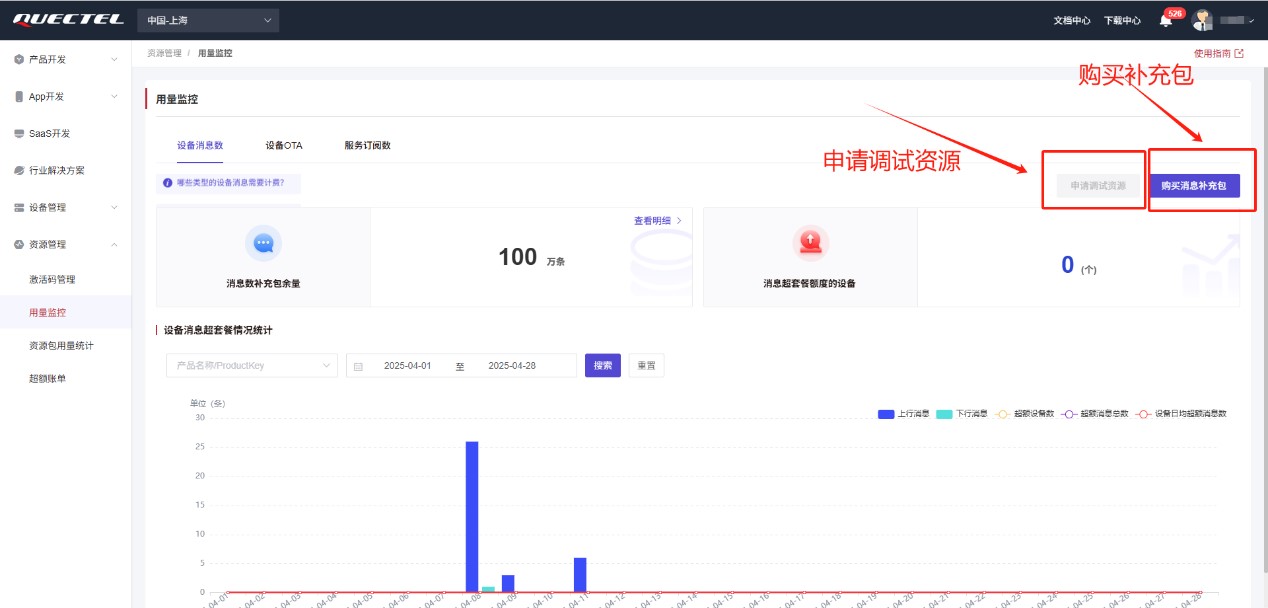 QUECTEL 中国-上海 文档中心 下载中心 526
产品开发
App开发
SaaS开发
行业解决方案
设备管理
资源管理
激活码管理
用量监控
资源包用量统计
超额账单
资源管理 / 用量监控 使用指南
购买补充包
用量监控
设备消息数 设备OTA 服务订阅数
申请调试资源
哪些类型的设备消息需要计费? 申请调试资源 购买消息补充包
查看明细
消息数补充包余量 100 万条
消息超套餐额度的设备 0 (个)
设备消息超套餐情况统计
产品名称/ProductKey 2025-04-01 至 2025-04-28 搜索 重置
单位 (条)
上行消息 下行消息 超额设备数 超额消息总数 设备日均超额消息数
30
25
20
15
10
5
0
04-01 04-02 04-03 04-04 04-05 04-06 04-07 04-08 04-09 04-10 04-11 04-12 04-13 04-14 04-15 04-16 04-17 04-18 04-19 04-20 04-21 04-22 04-23 04-24 04-25 04-26 04-27 04-28